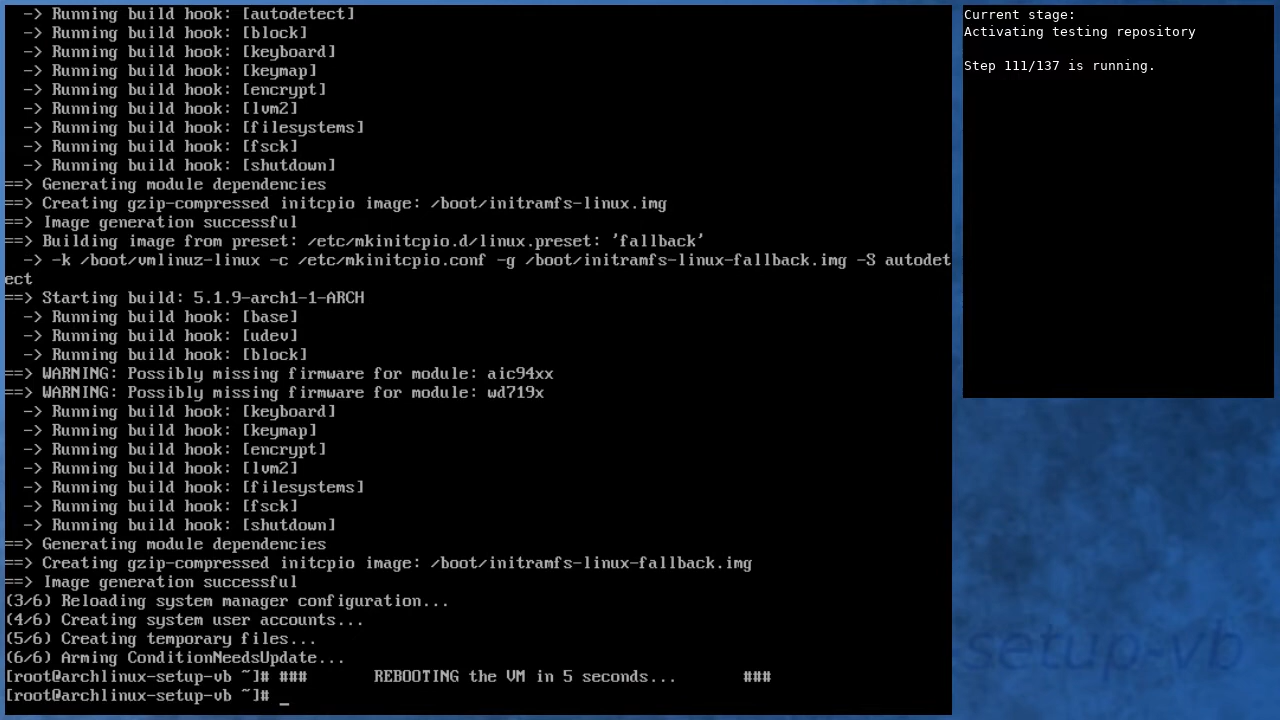 -> Running build hook: [autodetect]
-> Running build hook: [block]
-> Running build hook: [keyboard]
-> Running build hook: [keymap]
-> Running build hook: [encrypt]
-> Running build hook: [lvm2]
-> Running build hook: [filesystems]
-> Running build hook: [fsck]
-> Running build hook: [shutdown]
==> Generating module dependencies
==> Creating gzip-compressed initcpio image: /boot/initramfs-linux.img
==> Image generation successful
==> Building image from preset: /etc/mkinitcpio.d/linux.preset: 'fallback'
-> -k /boot/vmlinuz-linux -c /etc/mkinitcpio.conf -g /boot/initramfs-linux-fallback.img -S autodet
ect
==> Starting build: 5.1.9-arch1-1-ARCH
-> Running build hook: [base]
-> Running build hook: [udev]
-> Running build hook: [block]
==> WARNING: Possibly missing firmware for module: aic94xx
==> WARNING: Possibly missing firmware for module: wd719x
-> Running build hook: [keyboard]
-> Running build hook: [keymap]
-> Running build hook: [encrypt]
-> Running build hook: [lvm2]
-> Running build hook: [filesystems]
-> Running build hook: [fsck]
-> Running build hook: [shutdown]
==> Generating module dependencies
==> Creating gzip-compressed initcpio image: /boot/initramfs-linux-fallback.img
==> Image generation successful
(3/6) Reloading system manager configuration...
(4/6) Creating system user accounts...
(5/6) Creating temporary files...
(6/6) Arming ConditionNeedsUpdate...
[root@archlinux-setup-vb ~]# ### REBOOTING the VM in 5 seconds... ###
[root@archlinux-setup-vb ~]# _
Current stage:
Activating testing repository
Step 111/137 is running.
setup-vb